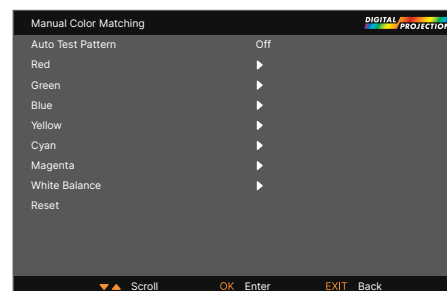 Manual Color Matching
DIGITAL PROJECTION
Auto Test Pattern Off
Red
Green
Blue
Yellow
Cyan
Magenta
White Balance
Reset
Scroll OK Enter EXIT Back